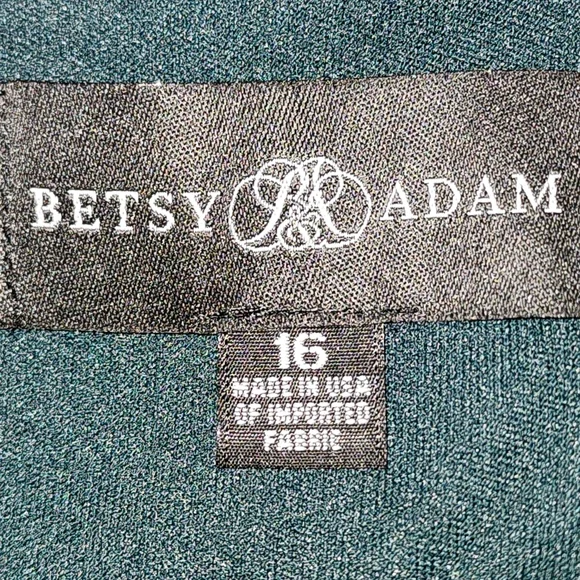 BETSY & ADAM
16
MADE IN USA
OF IMPORTED
FABRIC